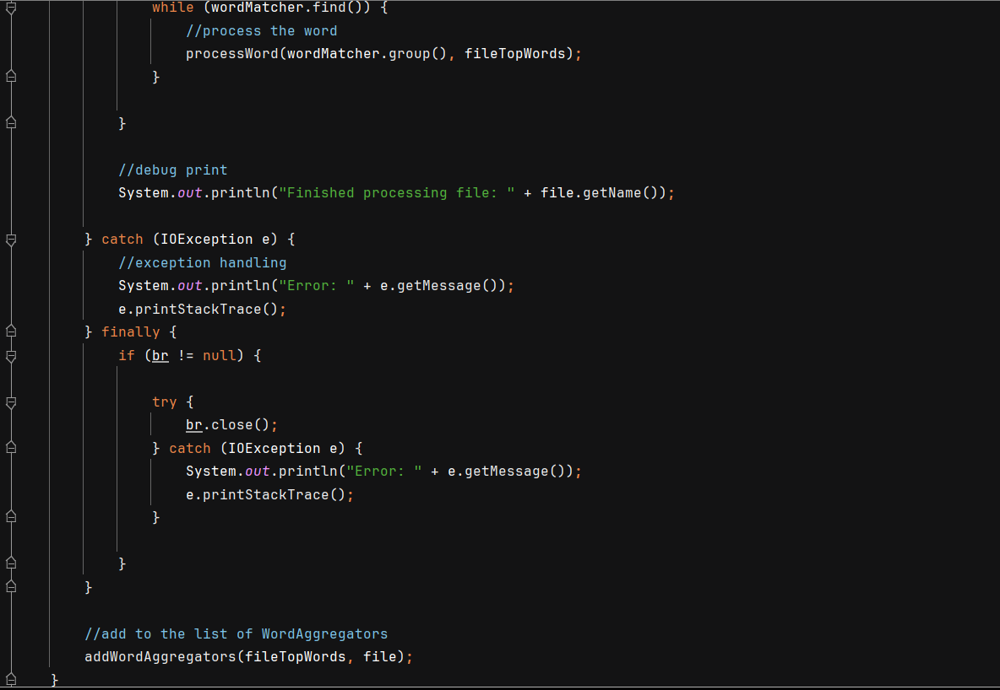 while (wordMatcher.find()) {
//process the word
processWord(wordMatcher.group(), fileTopWords);
}
}
//debug print
System.out.println("Finished processing file: " + file.getName());
} catch (IOException e) {
//exception handling
System.out.println("Error: " + e.getMessage());
e.printStackTrace();
} finally {
if (br != null) {
try {
br.close();
} catch (IOException e) {
System.out.println("Error: " + e.getMessage());
e.printStackTrace();
}
}
}
//add to the list of WordAggregators
addWordAggregators(fileTopWords, file);
}